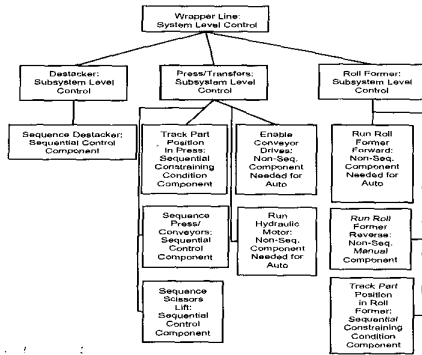 Wrapper Line:
System Level Control
Destacker:
Subsystem Level
Control
Press/Transfers:
Subsystem Level
Control
Roll Former:
Subsystem Level
Control
Sequence Destacker:
Sequential Control
Component
Track Part
Position
In Press:
Sequential
Constraining
Condition
Component
Enable
Conveyor
Drives:
Non-Seq.
Component
Needed for
Auto
Run Roll
Former
Forward:
Non-Seq.
Component
Needed for
Auto
Sequence
Press/
Conveyors:
Sequential
Control
Component
Run
Hydraulic
Motor:
Non-Seq.
Component
Needed for
Auto
Run Roll
Former
Reverse:
Non-Seq.
Manual
Component
Sequence
Scissors
Lift:
Sequential
Control
Component
Track Part
Position
in Roll
Former:
Sequential
Constraining
Condition
Component